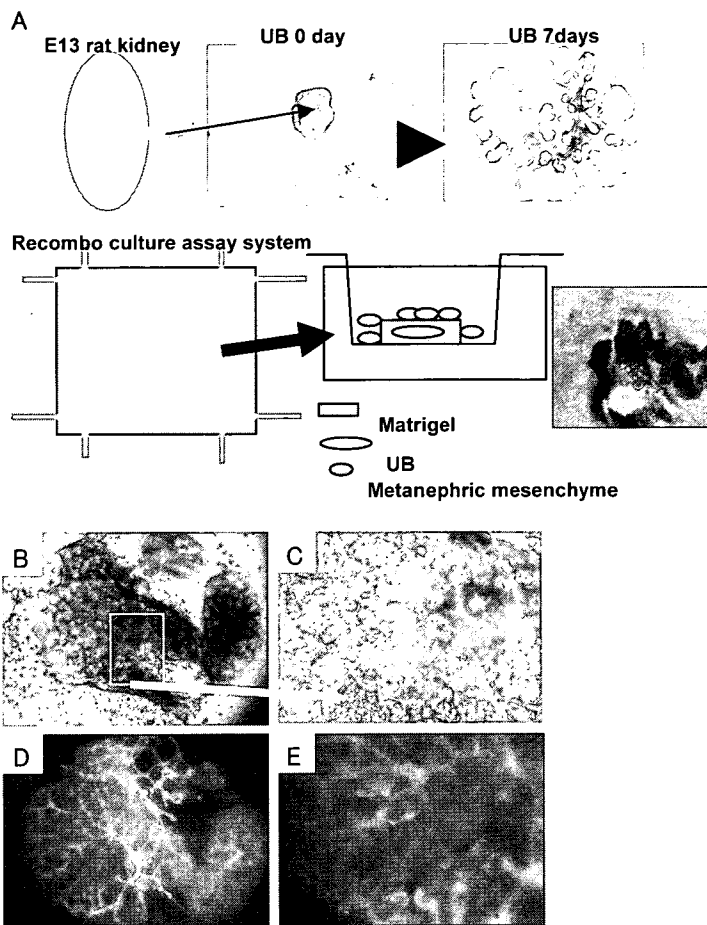 A
E13 rat kidney
UB 0 day
UB 7days
Recombo culture assay system
Matrigel
UB
Metanephric mesenchyme
B
C
D
E